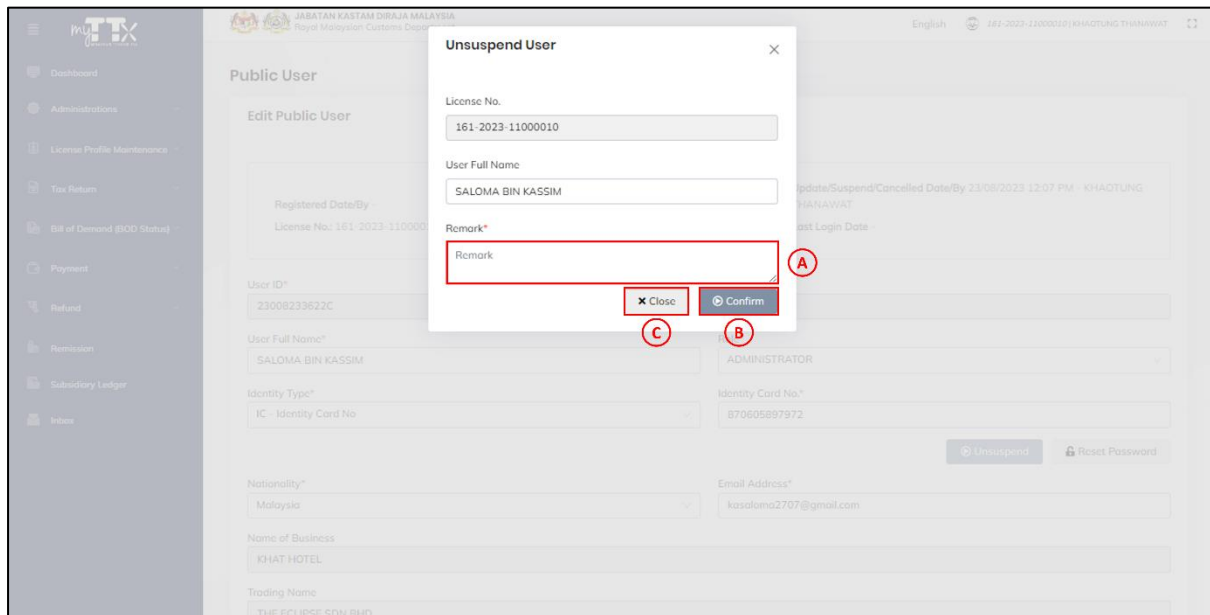 myTTX
JABATAN KASTAM DIRAJA MALAYSIA
Royal Malaysian Customs
English
161-2023-11000010 | KHAOTUNG THANAWAT
Dashboard
Administrations
License Profile Maintenance
Tax Return
Bill of Demand (BOD Status)
Payment
Refund
Remission
Subsidiary Ledger
Inbox
Public User
Edit Public User
Registered Date/By -
License No.: 161-2023-110000
Update/Suspend/Cancelled Date/By 23/08/2023 12:07 PM - KHAOTUNG
THANAWAT
Last Login Date -
Unsuspend User
×
License No.
161-2023-11000010
User Full Name
SALOMA BIN KASSIM
Remark*
Remark
A
Close
Confirm
C
B
User ID*
23008233622C
User Full Name*
SALOMA BIN KASSIM
ADMINISTRATOR
Identity Type*
IC - Identity Card No
Identity Card No.*
870605897972
Unsuspend
Reset Password
Nationality*
Malaysia
Email Address*
kasaloma2707@gmail.com
Name of Business
KHAT HOTEL
Trading Name
THE ECLIPSE SDN BHD